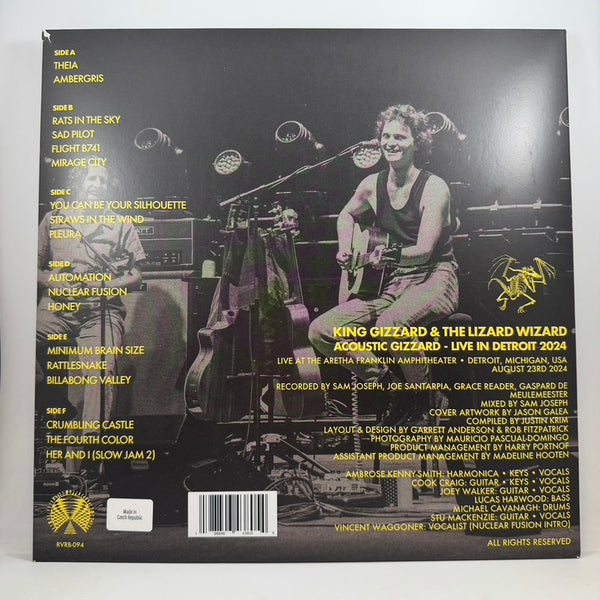 SIDE A
THEIA
AMBERGRIS
SIDE B
RATS IN THE SKY
SAD PILOT
FLIGHT B741
MIRAGE CITY
SIDE C
YOU CAN BE YOUR SILHOUETTE
STRAWS IN THE WIND
PLEURA
SIDE D
AUTOMATION
NUCLEAR FUSION
HONEY
SIDE E
MINIMUM BRAIN SIZE
RATTLESNAKE
BILLABONG VALLEY
SIDE F
CRUMBLING CASTLE
THE FOURTH COLOR
HER AND I (SLOW JAM 2)
KING GIZZARD & THE LIZARD WIZARD
ACOUSTIC GIZZARD - LIVE IN DETROIT 2024
LIVE AT THE ARETHA FRANKLIN AMPHITHEATER • DETROIT, MICHIGAN, USA
AUGUST 23RD 2024
RECORDED BY SAM JOSEPH, JOE SANTARPIA, GRACE READER, GASPARD DE
MEULEMEESTER
MIXED BY SAM JOSEPH
COVER ARTWORK BY JASON GALEA
COMPILED BY JUSTIN KRIM
LAYOUT & DESIGN BY GARRETT ANDERSON & ROB FITZPATRICK
PHOTOGRAPHY BY MAURICIO PASCUAL-DOMINGO
PRODUCT MANAGEMENT BY HARRY PORTNOF
ASSISTANT PRODUCT MANAGEMENT BY MADELINE HOOTEN
AMBROSE KENNY-SMITH: HARMONICA • KEYS • VOCALS
COOK CRAIG: GUITAR • KEYS • VOCALS
JOEY WALKER: GUITAR • VOCALS
LUCAS HARWOOD: BASS
MICHAEL CAVANAGH: DRUMS
STU MACKENZIE: GUITAR • VOCALS
VINCENT WAGGONER: VOCALIST (NUCLEAR FUSION INTRO)
ALL RIGHTS RESERVED
Made in
Czech Republic
RVRB-094